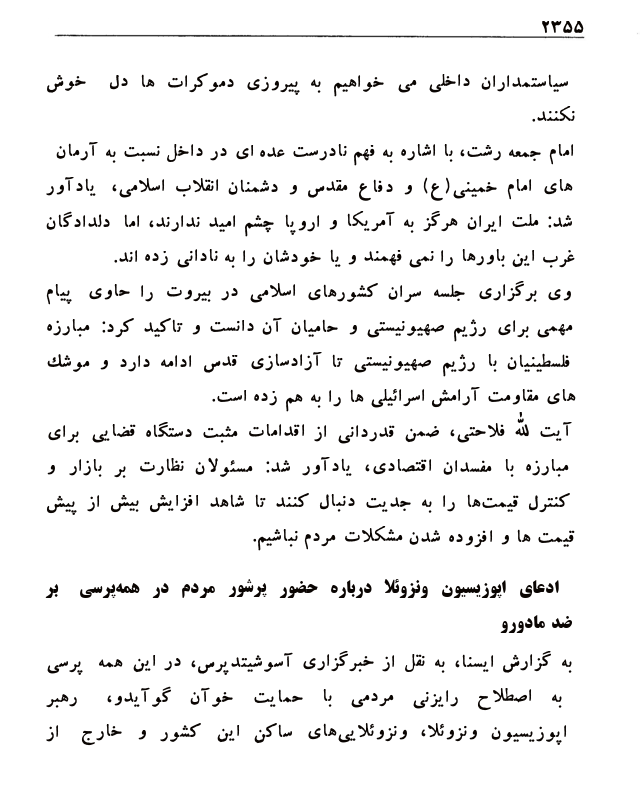 ۲۳۵۵
سیاستمداران داخلی می خواهیم به پیروزی دموکرات ها دل خوش
نکنند.
امام جمعه رشت، با اشاره به فهم نادرست عده ای در داخل نسبت به آرمان
های امام خمینی(ع) و دفاع مقدس و دشمنان انقلاب اسلامی، یادآور
شد: ملت ایران هرگز به آمریکا و اروپا چشم امید ندارند، اما دلدادگان
غرب این باورها را نمی فهمند و یا خودشان را به نادانی زده اند.
وی برگزاری جلسه سران کشورهای اسلامی در بیروت را حاوی پیام
مهمی برای رژیم صهیونیستی و حامیان آن دانست و تاکید کرد: مبارزه
فلسطینیان با رژیم صهیونیستی تا آزادسازی قدس ادامه دارد و موشک
های مقاومت آرامش اسرائیلی ها را به هم زده است.
آیت لله فلاحتی، ضمن قدردانی از اقدامات مثبت دستگاه قضایی برای
مبارزه با مفسدان اقتصادی، یادآور شد: مسئولان نظارت بر بازار و
کنترل قیمت‌ها را به جدیت دنبال کنند تا شاهد افزایش بیش از پیش
قیمت ها و افزوده شدن مشکلات مردم نباشیم.
ادعای اپوزیسیون ونزوئلا درباره حضور پرشور مردم در همه‌پرسی بر
ضد مادورو
به گزارش ایسنا، به نقل از خبرگزاری آسوشیتدپرس، در این همه پرسی
به اصطلاح رایزنی مردمی با حمایت خوآن گوآیدو، رهبر
اپوزیسیون ونزوئلا، ونزوئلایی‌های ساکن این کشور و خارج از